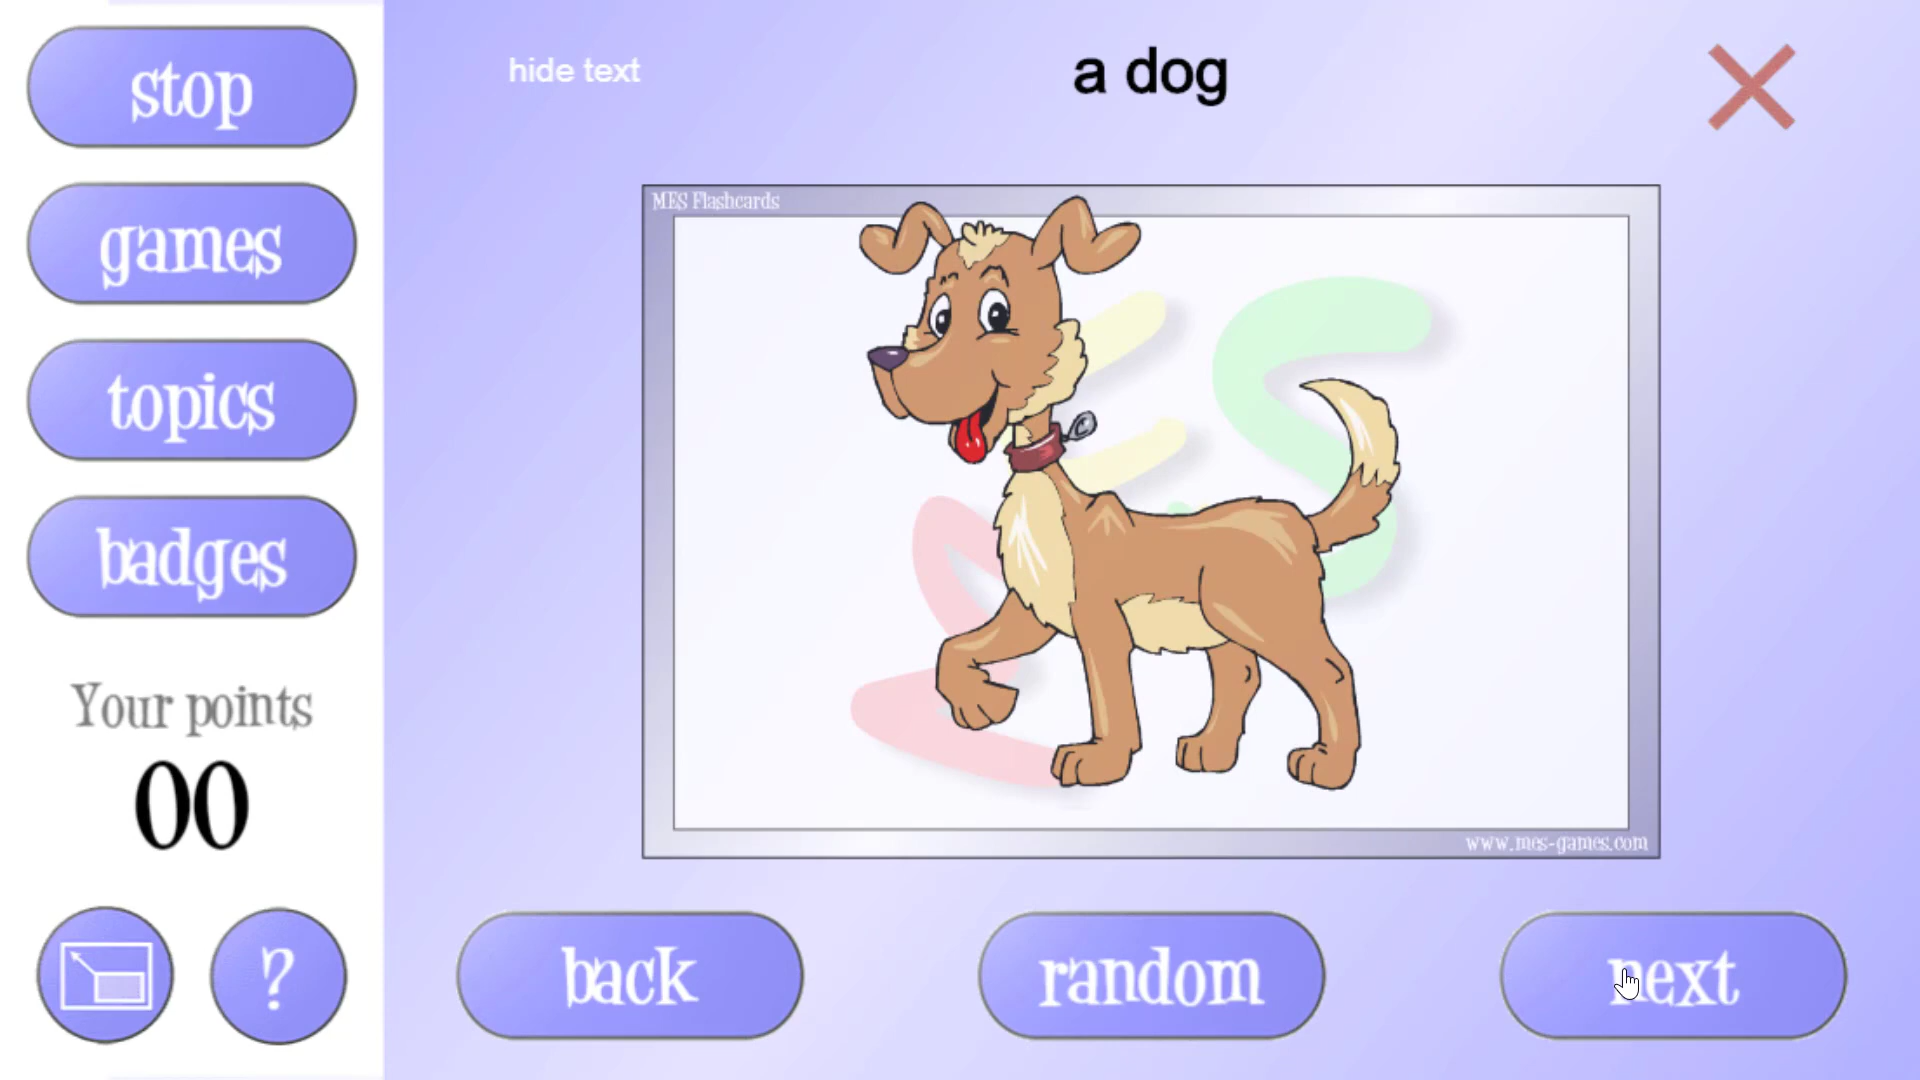 stop
games
topics
badges
Your points
00
?
hide text
a dog
MES Flashcards
www.mes-games.com
back
random
next